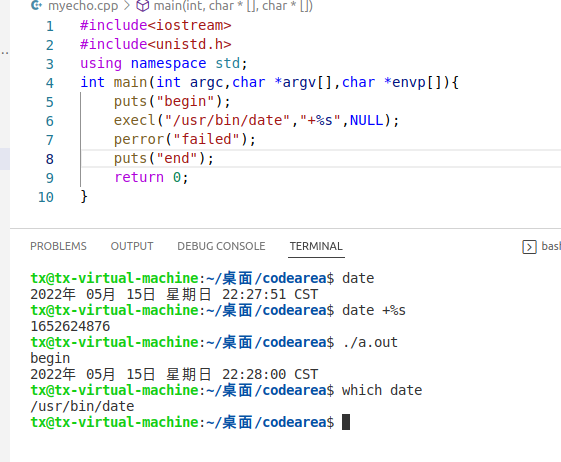 myecho.cpp > main(int, char * [], char * [])
1 #include<iostream>
2 #include<unistd.h>
3 using namespace std;
4 int main(int argc,char *argv[],char *envp[]){
5 puts("begin");
6 execl("/usr/bin/date","+%s",NULL);
7 perror("failed");
8 puts("end");
9 return 0;
10 }
PROBLEMS OUTPUT DEBUG CONSOLE TERMINAL bash
tx@tx-virtual-machine:~/桌面/codearea$ date
2022年 05月 15日 星期日 22:27:51 CST
tx@tx-virtual-machine:~/桌面/codearea$ date +%s
1652624876
tx@tx-virtual-machine:~/桌面/codearea$ ./a.out
begin
2022年 05月 15日 星期日 22:28:00 CST
tx@tx-virtual-machine:~/桌面/codearea$ which date
/usr/bin/date
tx@tx-virtual-machine:~/桌面/codearea$